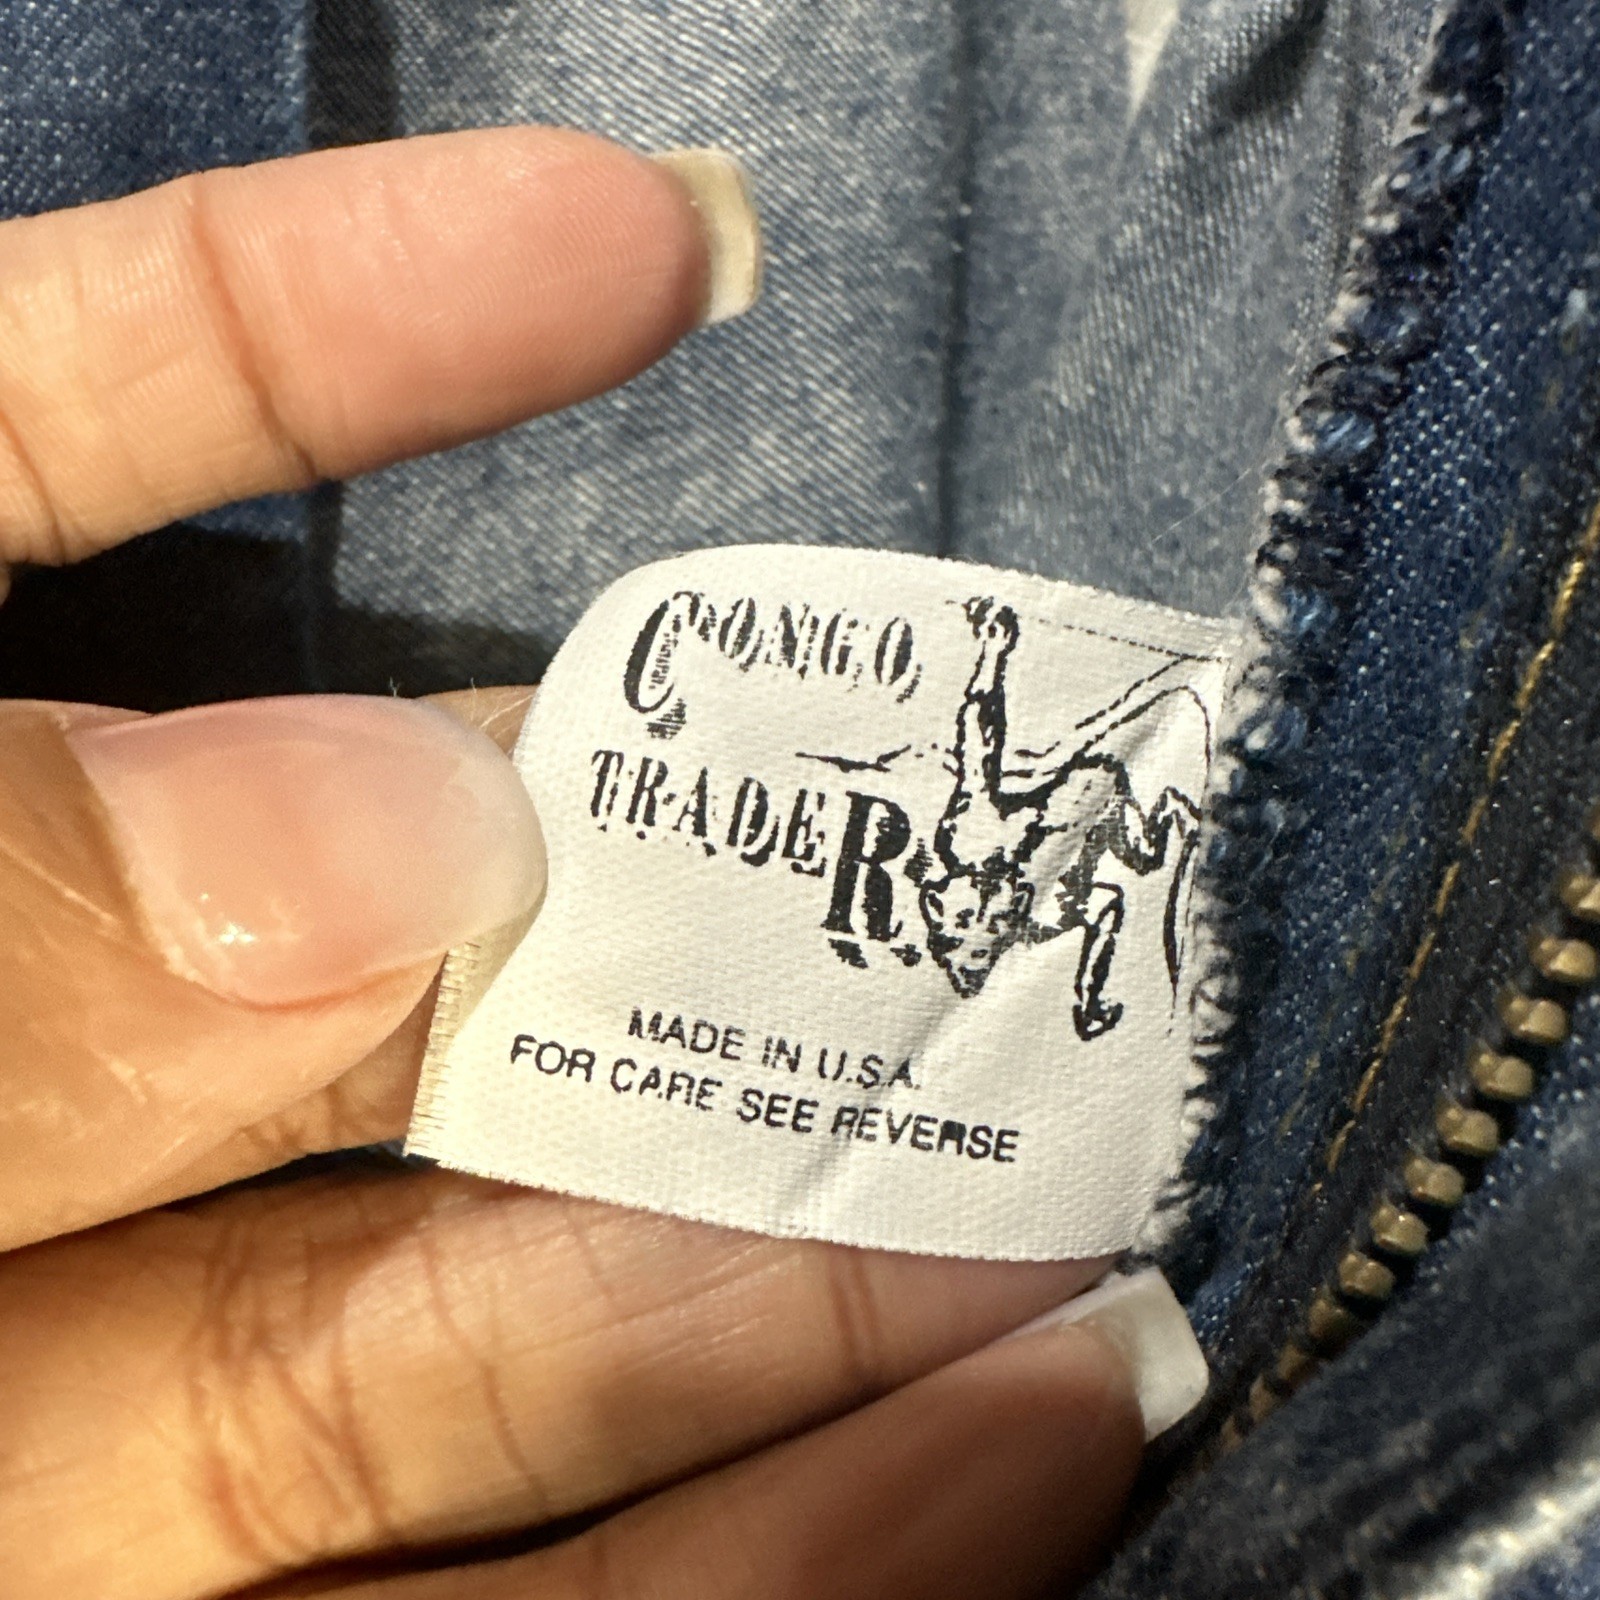 CONGO
TRADER
MADE IN U.S.A.
FOR CARE SEE REVERSE